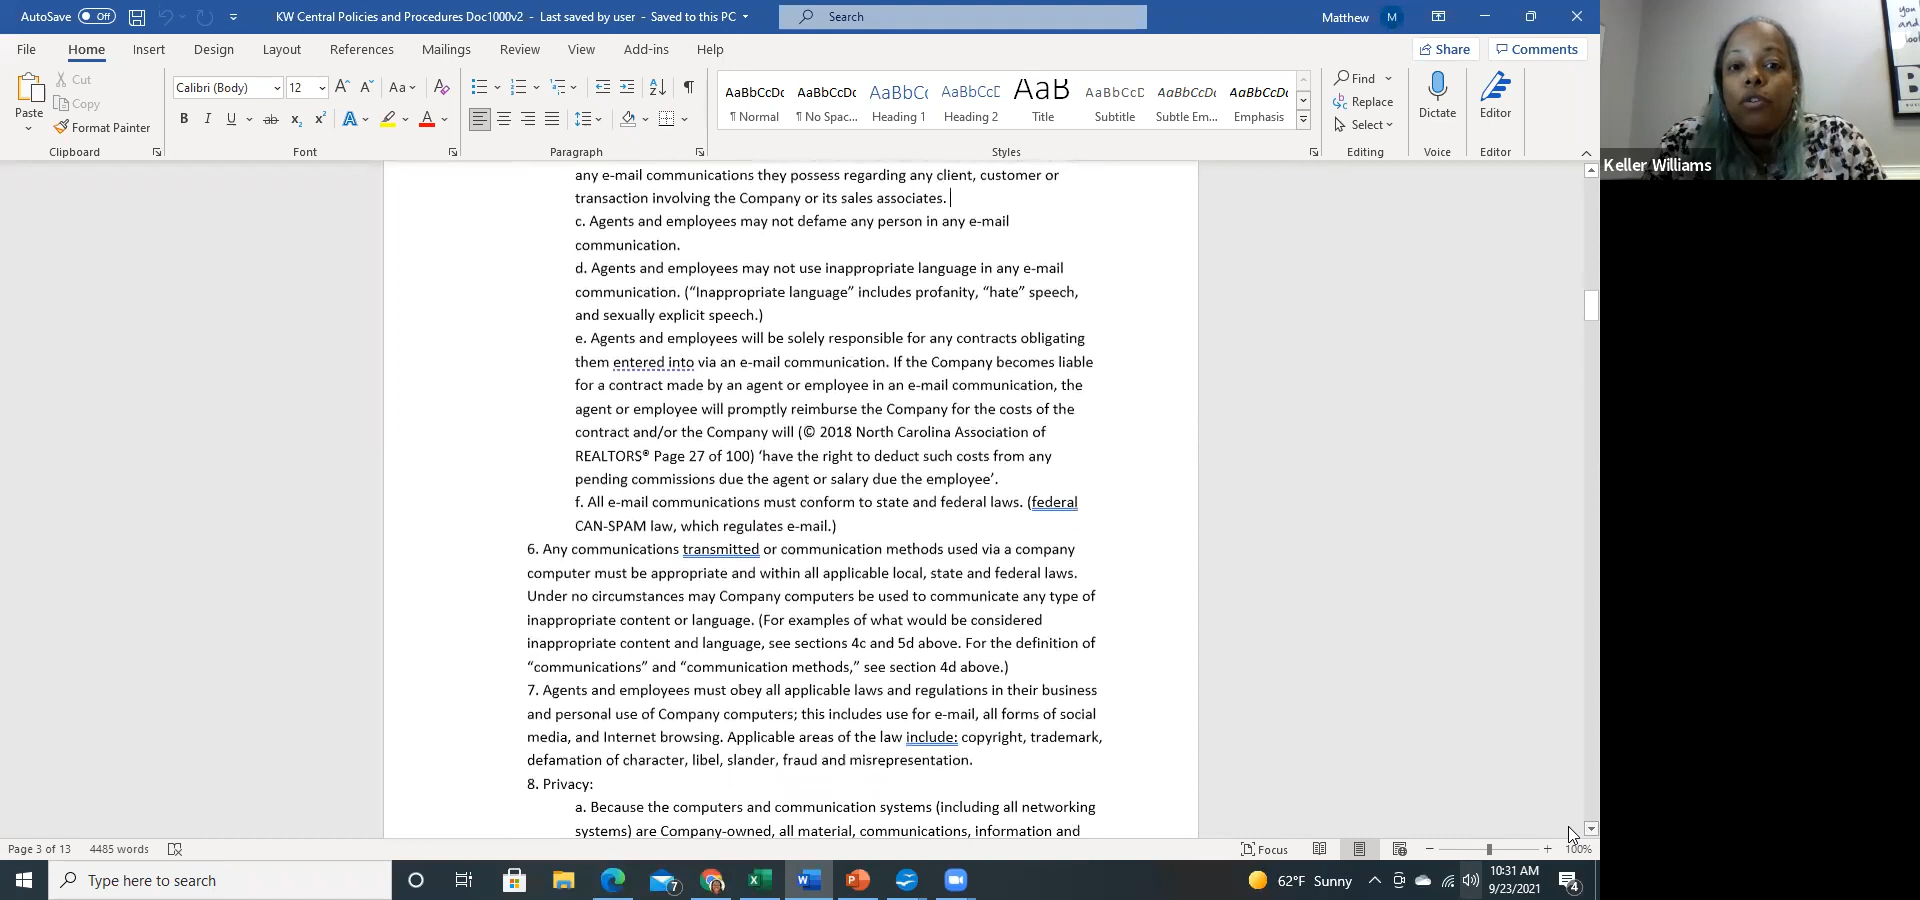 AutoSave Off KW Central Policies and Procedures Doc1000v2 - Last saved by user - Saved to this PC Search Matthew M
File Home Insert Design Layout References Mailings Review View Add-ins Help Share Comments
Paste Cut Copy Format Painter
Calibri (Body) 12
AaBbCcDc AaBbCcDc AaBbCc AaBbCcD AaB AaBbCcD AaBbCcDc AaBbCcDc
¶ Normal ¶ No Spac... Heading 1 Heading 2 Title Subtitle Subtle Em... Emphasis
Find
Replace
Select
Dictate
Editor
Clipboard Font Paragraph Styles Editing Voice Editor
any e-mail communications they possess regarding any client, customer or
transaction involving the Company or its sales associates.
c. Agents and employees may not defame any person in any e-mail
communication.
d. Agents and employees may not use inappropriate language in any e-mail
communication. (“Inappropriate language” includes profanity, “hate” speech,
and sexually explicit speech.)
e. Agents and employees will be solely responsible for any contracts obligating
them entered into via an e-mail communication. If the Company becomes liable
for a contract made by an agent or employee in an e-mail communication, the
agent or employee will promptly reimburse the Company for the costs of the
contract and/or the Company will (© 2018 North Carolina Association of
REALTORS® Page 27 of 100) ‘have the right to deduct such costs from any
pending commissions due the agent or salary due the employee’.
f. All e-mail communications must conform to state and federal laws. (federal
CAN-SPAM law, which regulates e-mail.)
6. Any communications transmitted or communication methods used via a company
computer must be appropriate and within all applicable local, state and federal laws.
Under no circumstances may Company computers be used to communicate any type of
inappropriate content or language. (For examples of what would be considered
inappropriate content and language, see sections 4c and 5d above. For the definition of
“communications” and “communication methods,” see section 4d above.)
7. Agents and employees must obey all applicable laws and regulations in their business
and personal use of Company computers; this includes use for e-mail, all forms of social
media, and Internet browsing. Applicable areas of the law include: copyright, trademark,
defamation of character, libel, slander, fraud and misrepresentation.
8. Privacy:
a. Because the computers and communication systems (including all networking
systems) are Company-owned, all material, communications, information and
Page 3 of 13 4485 words Focus 100%
Type here to search 7 62°F Sunny 10:31 AM
9/23/2021 4
Keller Williams
you
and
B